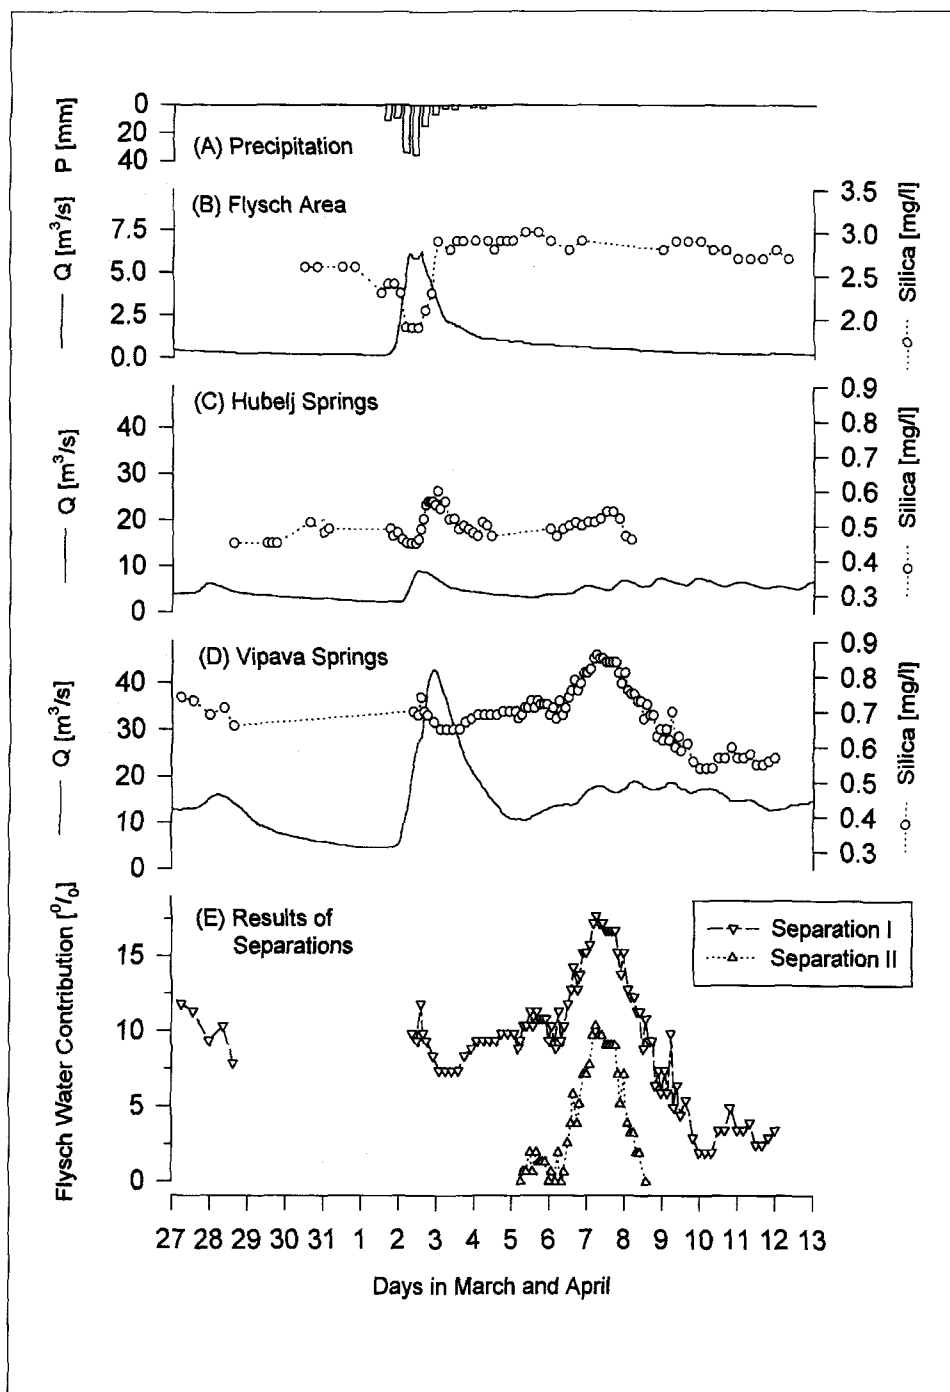 P [mm]
0
20
40
(A) Precipitation
Q [m³/s]
7.5
5.0
2.5
0.0
(B) Flysch Area
3.5
3.0
2.5
2.0
Silica [mg/l]
Q [m³/s]
40
30
20
10
0
(C) Hubelj Springs
0.9
0.8
0.7
0.6
0.5
0.4
0.3
Silica [mg/l]
Q [m³/s]
40
30
20
10
0
(D) Vipava Springs
0.9
0.8
0.7
0.6
0.5
0.4
0.3
Silica [mg/l]
Flysch Water Contribution [⁰/₀]
15
10
5
0
(E) Results of
Separations
Separation I
Separation II
27 28 29 30 31 1 2 3 4 5 6 7 8 9 10 11 12 13
Days in March and April